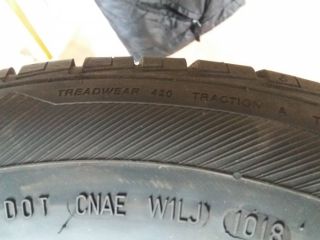 TREADWEAR 420 TRACTION A T
DOT CNAE W1LJ 1018